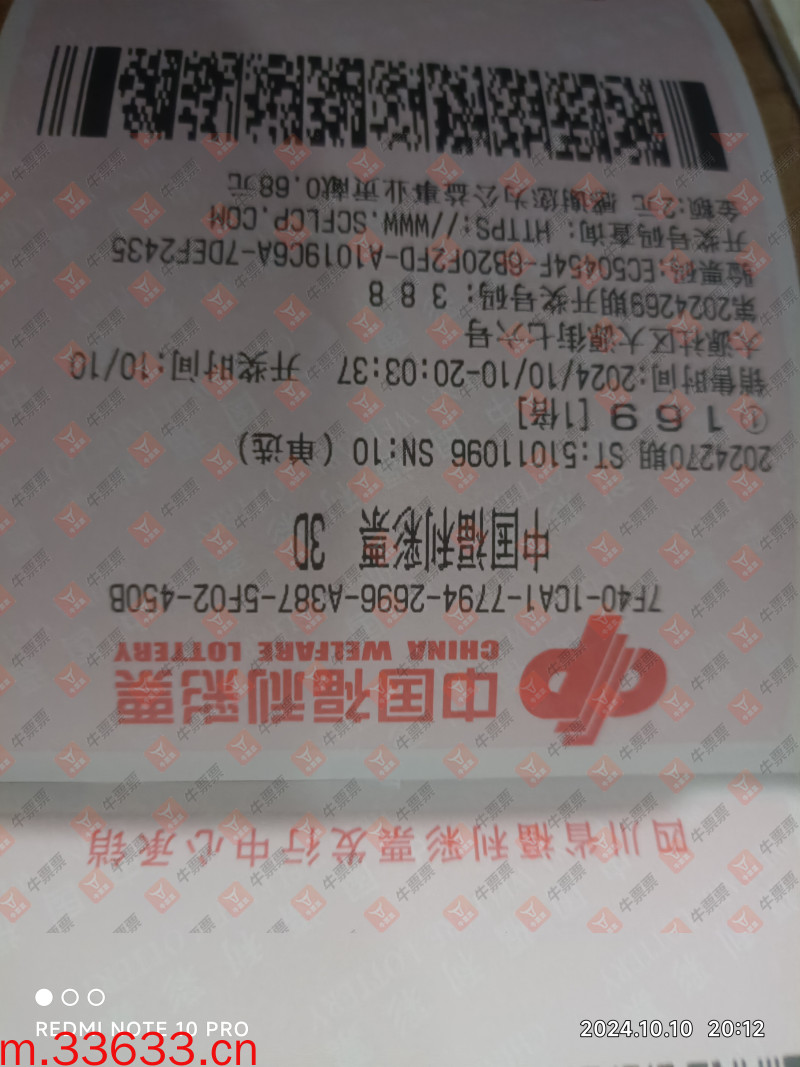 四川省福利彩票发行中心承销
中国福利彩票
CHINA WELFARE LOTTERY
7F40-1CA1-7794-2696-A387-5F02-450B
中国福利彩票 3D
2024270期 ST:51011096 SN:10 (单选)
① 1 6 9 [1倍]
销售时间:2024/10/10-20:03:37 开奖时间:10/10
大源社区大源街七六号
第2024269期开奖号码: 3 8 8
验票码:EC50454F-6B20F2FD-A1019C6A-7DEF2435
开奖号码查询: HTTPS://WWW.SCFLCP.COM
金额:2元 感谢您为公益事业贡献0.68元
牛票票
REDMI NOTE 10 PRO
2024.10.10 20:12
m.33633.cn